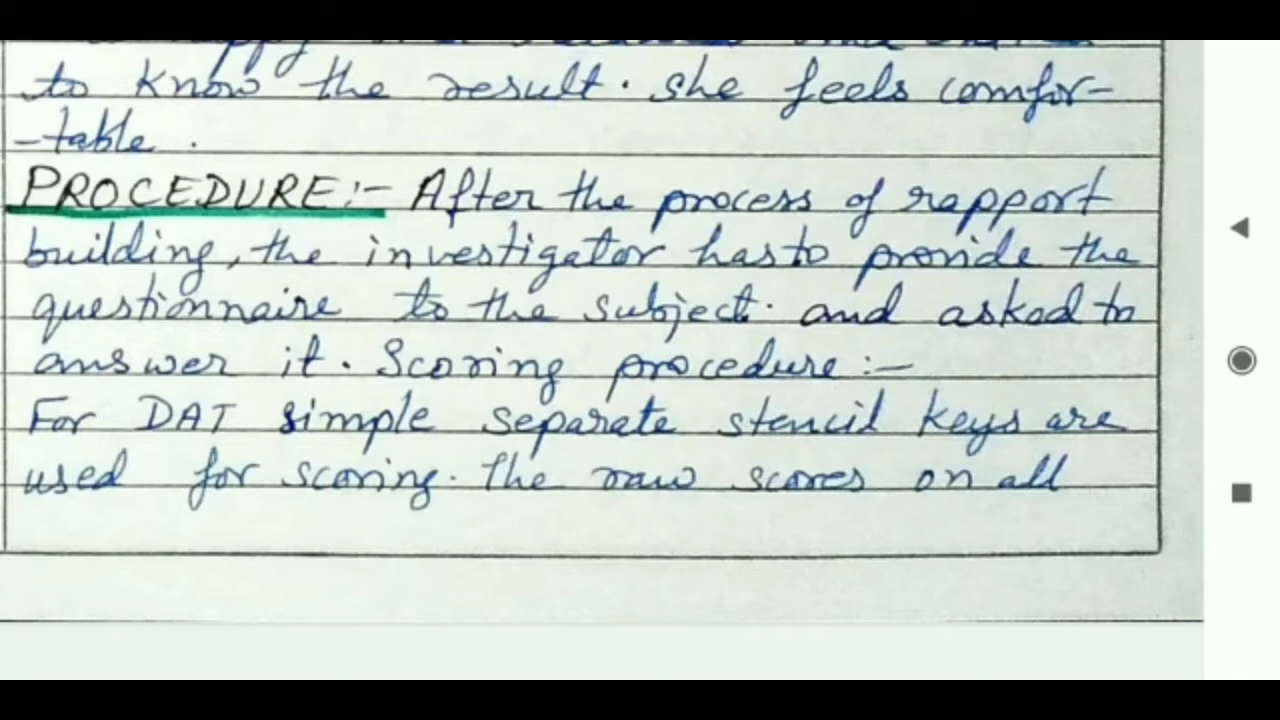 to know the result. She feels comfor-
-table.
PROCEDURE:- After the process of rapport
building, the investigator has to provide the
questionnaire to the subject. and asked to
answer it. Scoring procedure:-
For DAT simple separate stencil keys are
used for scoring. The raw scores on all